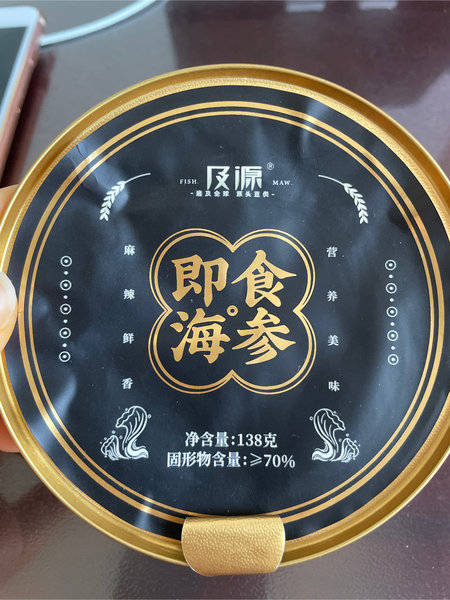 及源®
FISH. MAW.
·遍及全球 源头直供·
麻辣鲜香
营养美味
即食
海参
净含量:138克
固形物含量:≥70%